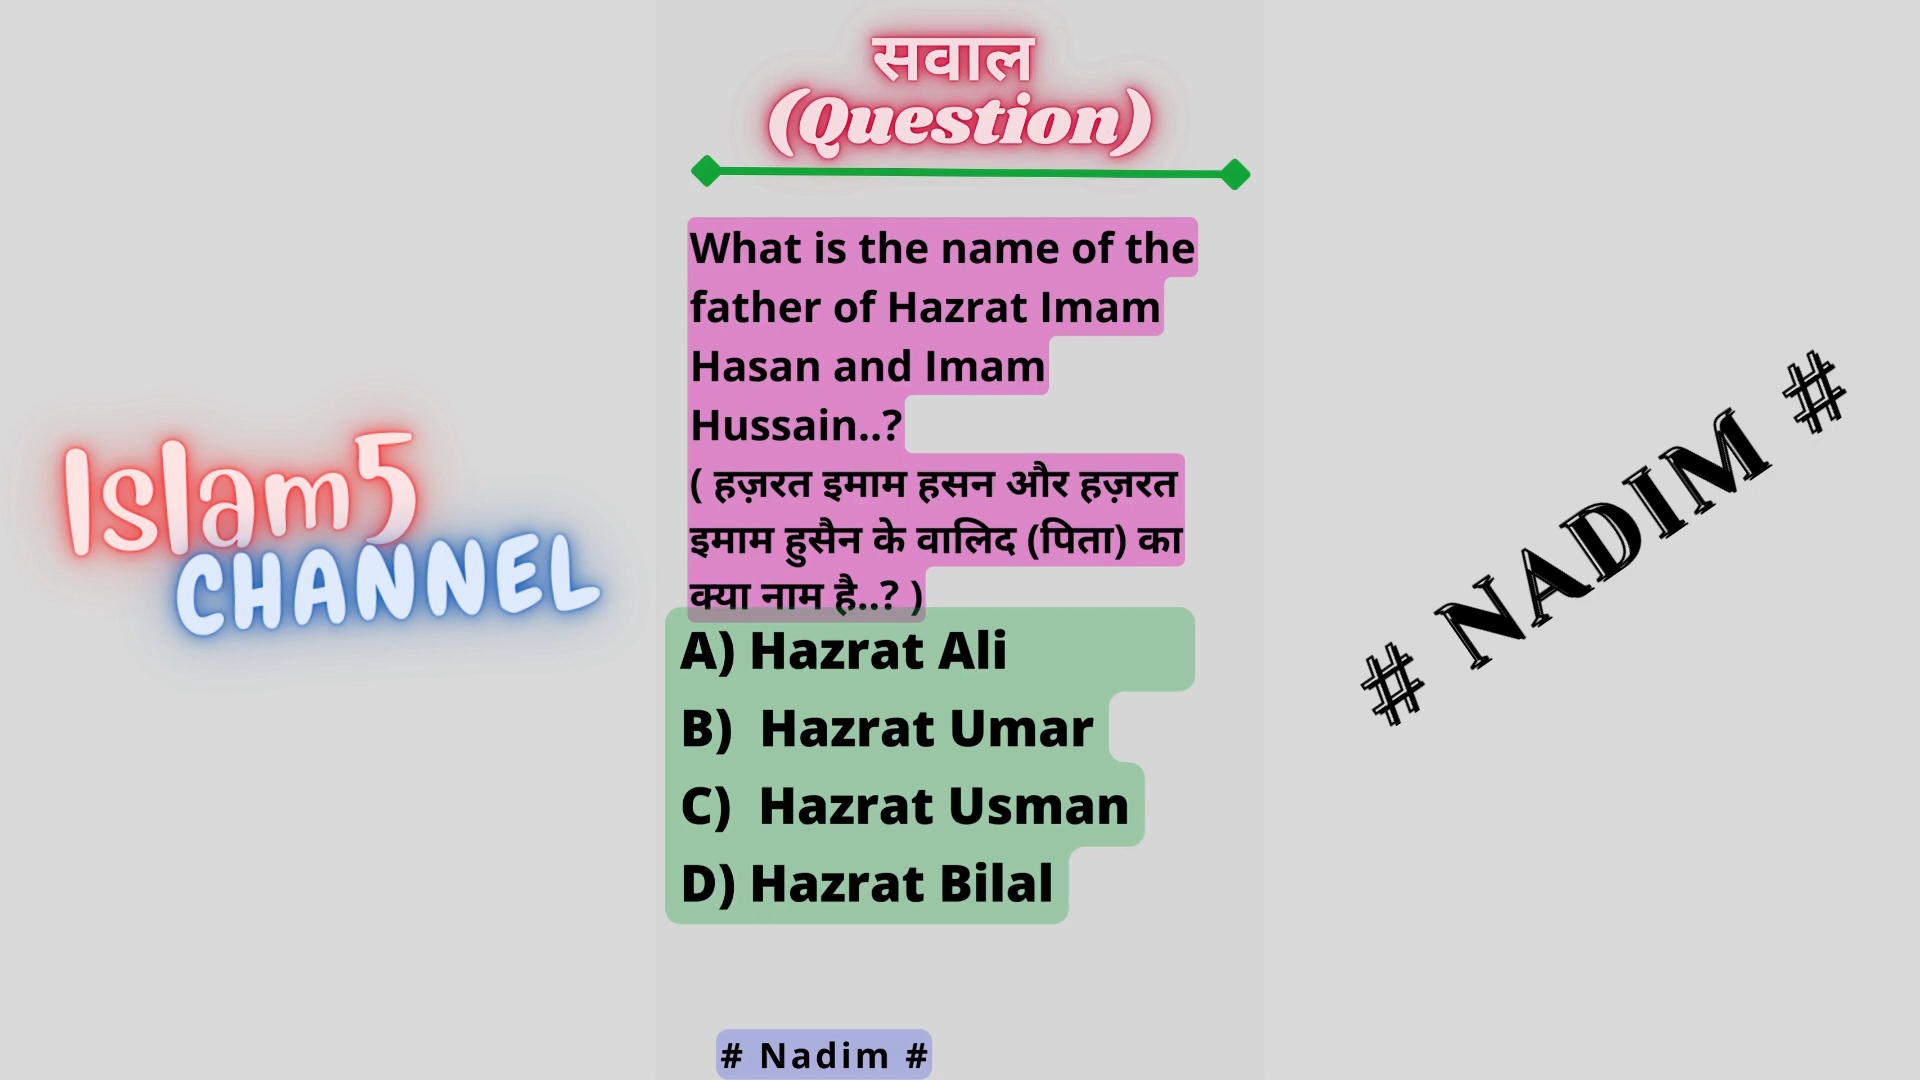 सवाल
(Question)
What is the name of the
father of Hazrat Imam
Hasan and Imam
Hussain..?
( हज़रत इमाम हसन और हज़रत
इमाम हुसैन के वालिद (पिता) का
क्या नाम है..? )
A) Hazrat Ali
B)  Hazrat Umar
C)  Hazrat Usman
D) Hazrat Bilal
# Nadim #
Islam5
CHANNEL
# NADIM #